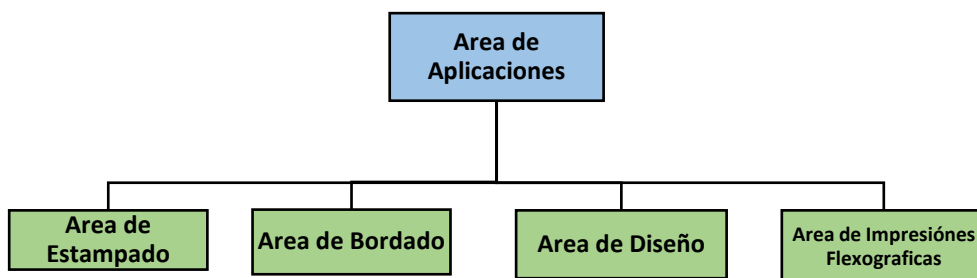 Area de
Aplicaciones
Area de
Estampado
Area de Bordado
Area de Diseño
Area de Impresiónes
Flexograficas